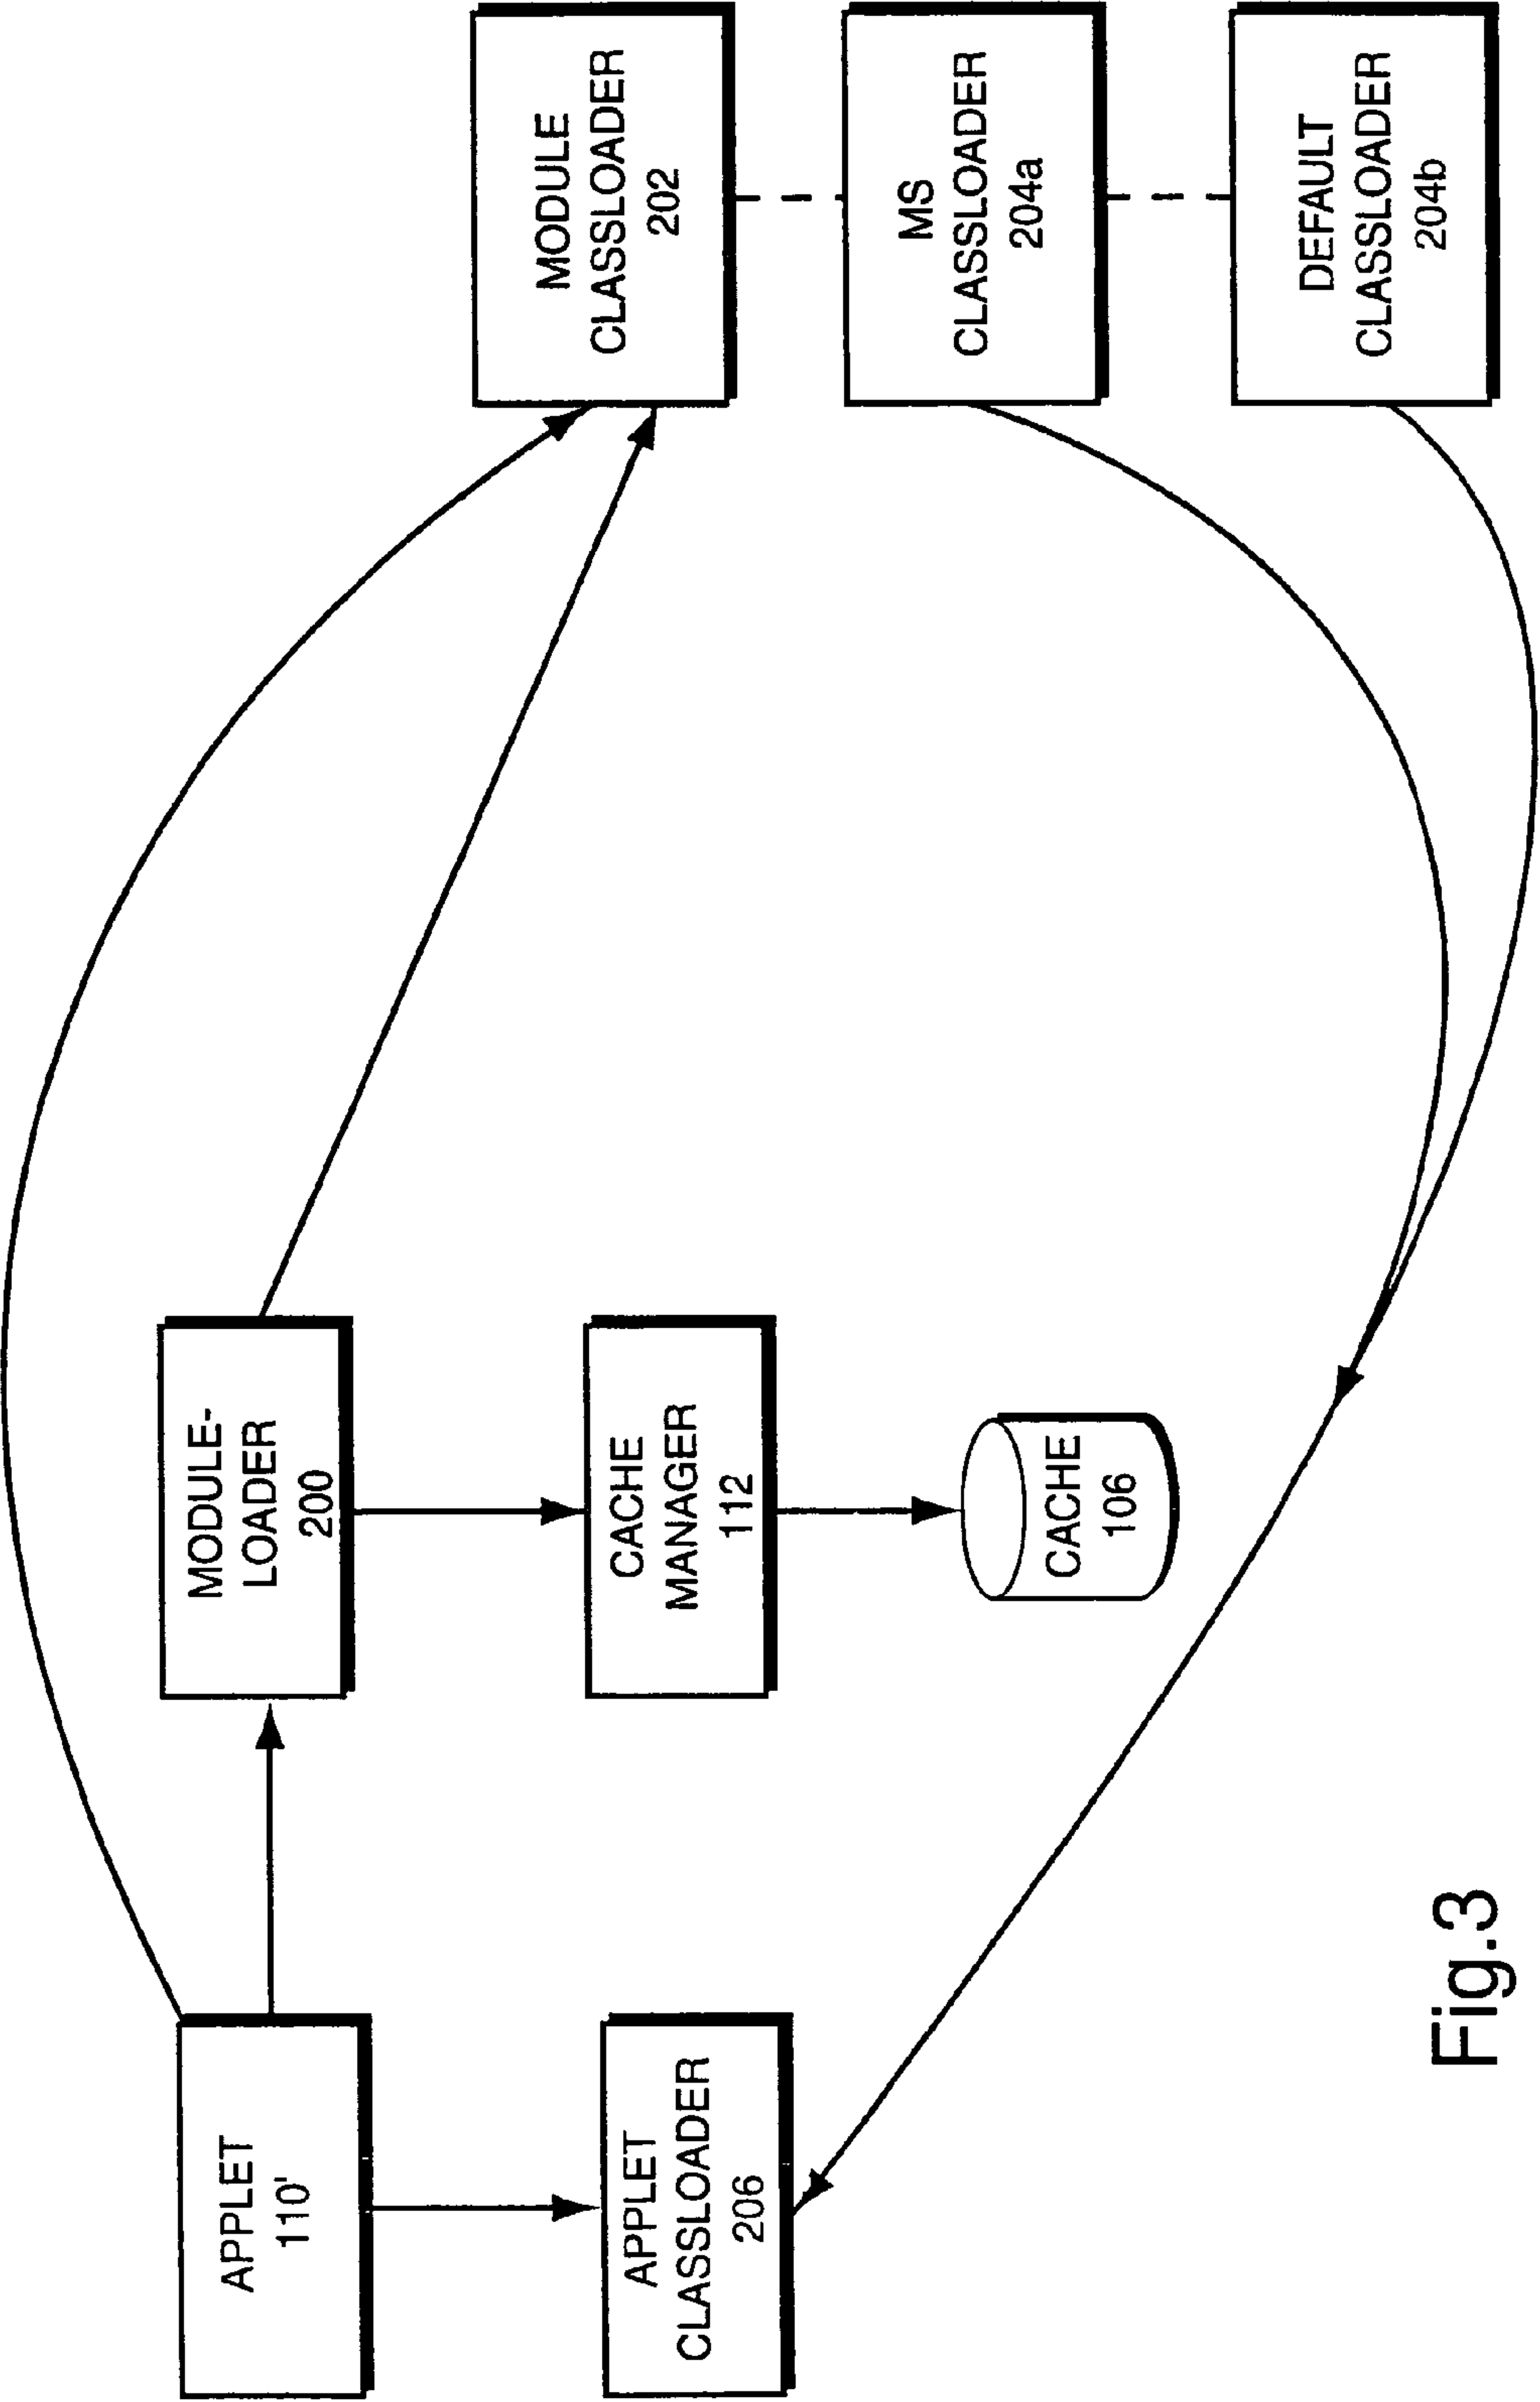 APPLET
110'
MODULE-
LOADER
200
MODULE
CLASSLOADER
202
APPLET
CLASSLOADER
206
CACHE
MANAGER
112
MS
CLASSLOADER
204a
CACHE
106
DEFAULT
CLASSLOADER
204b
Fig.3